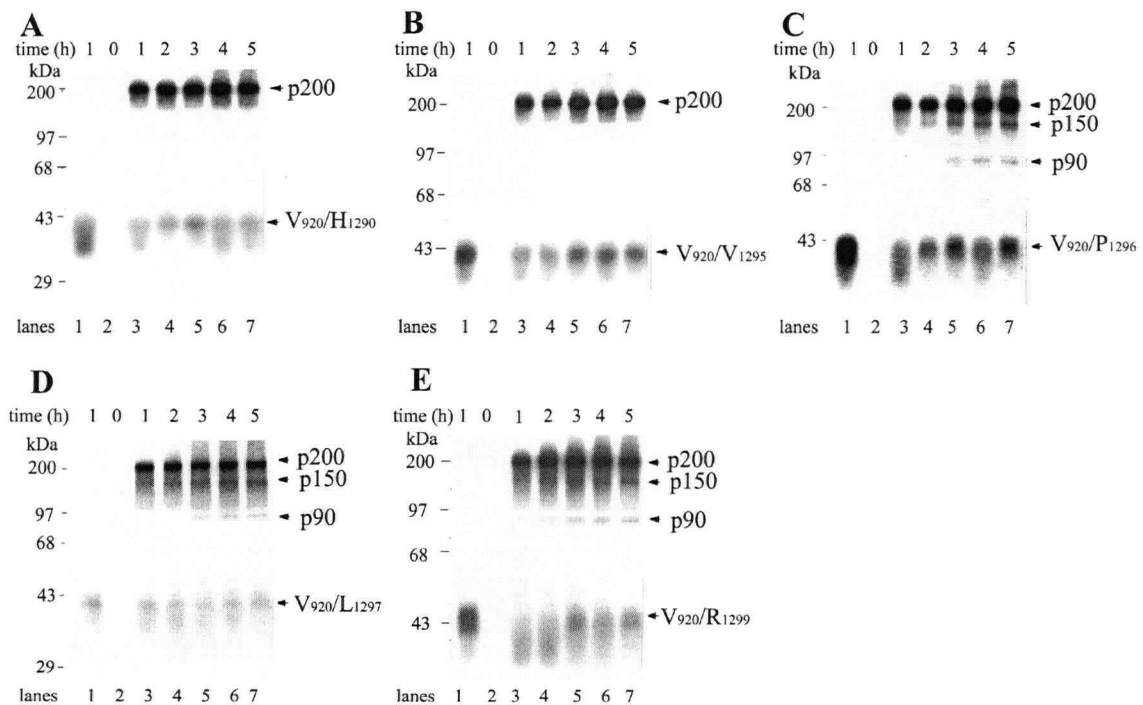 A
time (h) 1 0 1 2 3 4 5
kDa
200 -
p200
97 -
68 -
43 -
V920/H1290
29 -
lanes 1 2 3 4 5 6 7
B
time (h) 1 0 1 2 3 4 5
kDa
200 -
p200
97 -
68 -
43 -
V920/V1295
lanes 1 2 3 4 5 6 7
C
time (h) 1 0 1 2 3 4 5
kDa
200 -
p200
p150
97 -
p90
68 -
43 -
V920/P1296
lanes 1 2 3 4 5 6 7
D
time (h) 1 0 1 2 3 4 5
kDa
200 -
p200
p150
97 -
p90
68 -
43 -
V920/L1297
29 -
lanes 1 2 3 4 5 6 7
E
time (h) 1 0 1 2 3 4 5
kDa
200 -
p200
p150
97 -
p90
68 -
43 -
V920/R1299
lanes 1 2 3 4 5 6 7